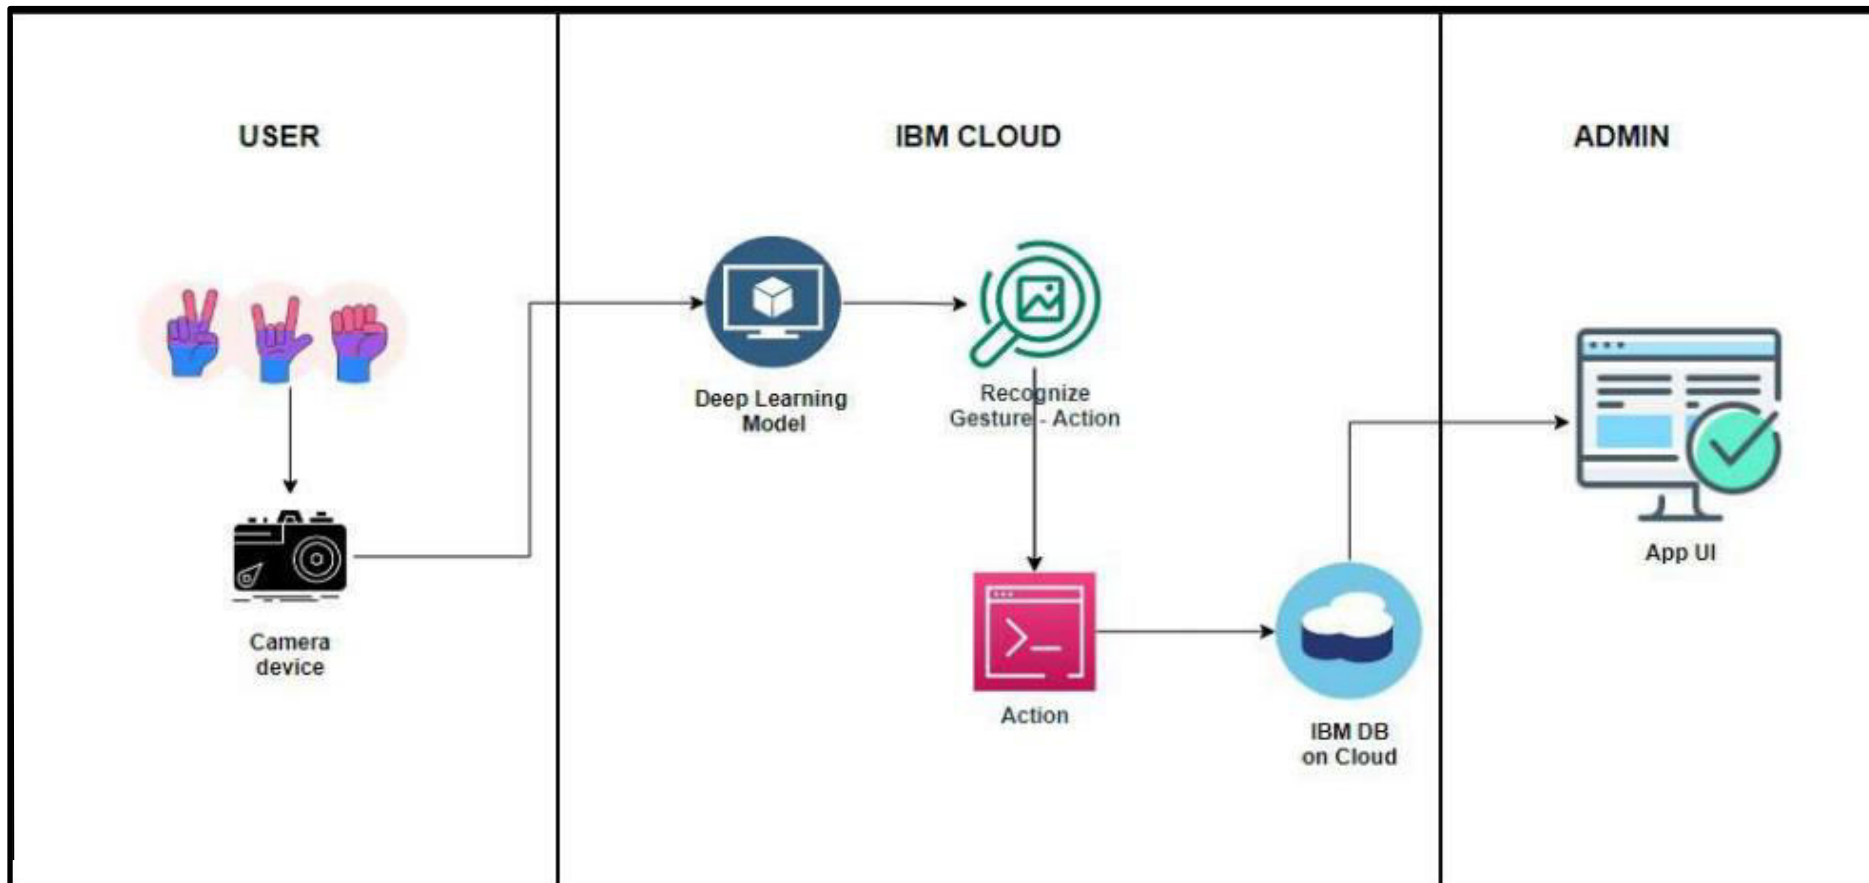 USER
IBM CLOUD
ADMIN
Deep Learning
Model
Recognize
Gesture - Action
Camera
device
Action
IBM DB
on Cloud
App UI